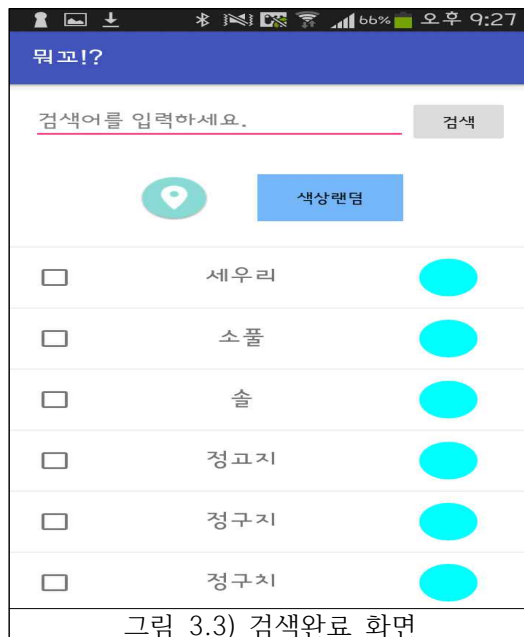 66% 오후 9:27
뭐꼬!?
검색어를 입력하세요.
검색
색상랜덤
세우리
소풀
솔
정고지
정구지
정구치
그림 3.3) 검색완료 화면